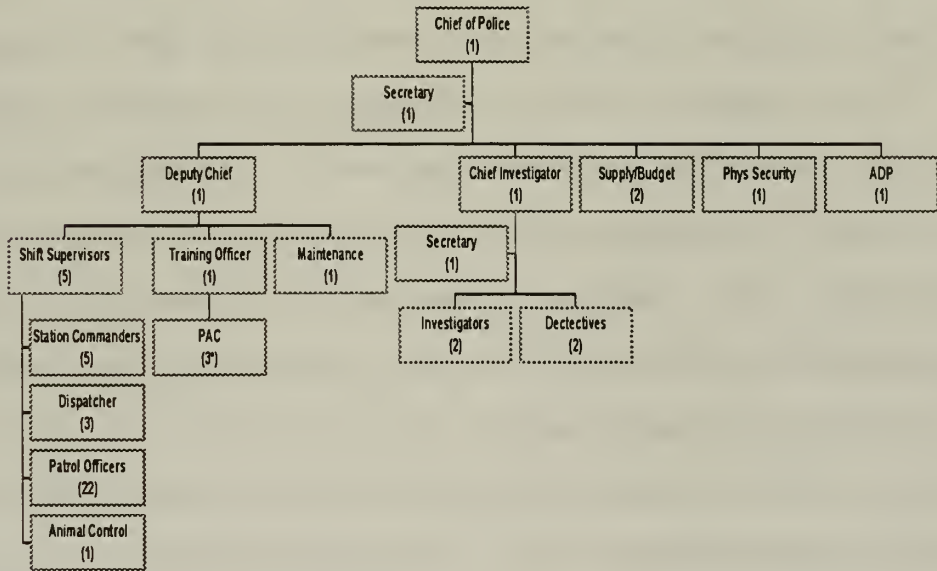 Chief of Police
(1)
Secretary
(1)
Deputy Chief
(1)
Chief Investigator
(1)
Supply/Budget
(2)
Phys Security
(1)
ADP
(1)
Shift Supervisors
(5)
Training Officer
(1)
Maintenance
(1)
Secretary
(1)
Station Commanders
(5)
PAC
(3*)
Investigators
(2)
Dectectives
(2)
Dispatcher
(3)
Patrol Officers
(22)
Animal Control
(1)